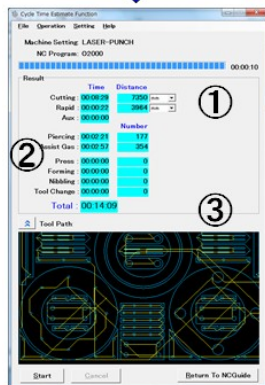 Cycle Time Estimate Function
File Operation Setting Help
Machine Setting LASER-PUNCH
NC Program: O2000
00:00:10
Result
Time Distance
Cutting : 00:08:29 7350 mm
Rapid : 00:00:22 3964 mm
Aux : 00:00:00
①
Number
Piercing : 00:02:21 177
Assist Gas : 00:02:57 354
②
Press : 00:00:00 0
Forming : 00:00:00 0
Nibbling : 00:00:00 0
Tool Change : 00:00:00 0
Total : 00:14:09
③
Tool Path
Start Cancel Return To NCGuide